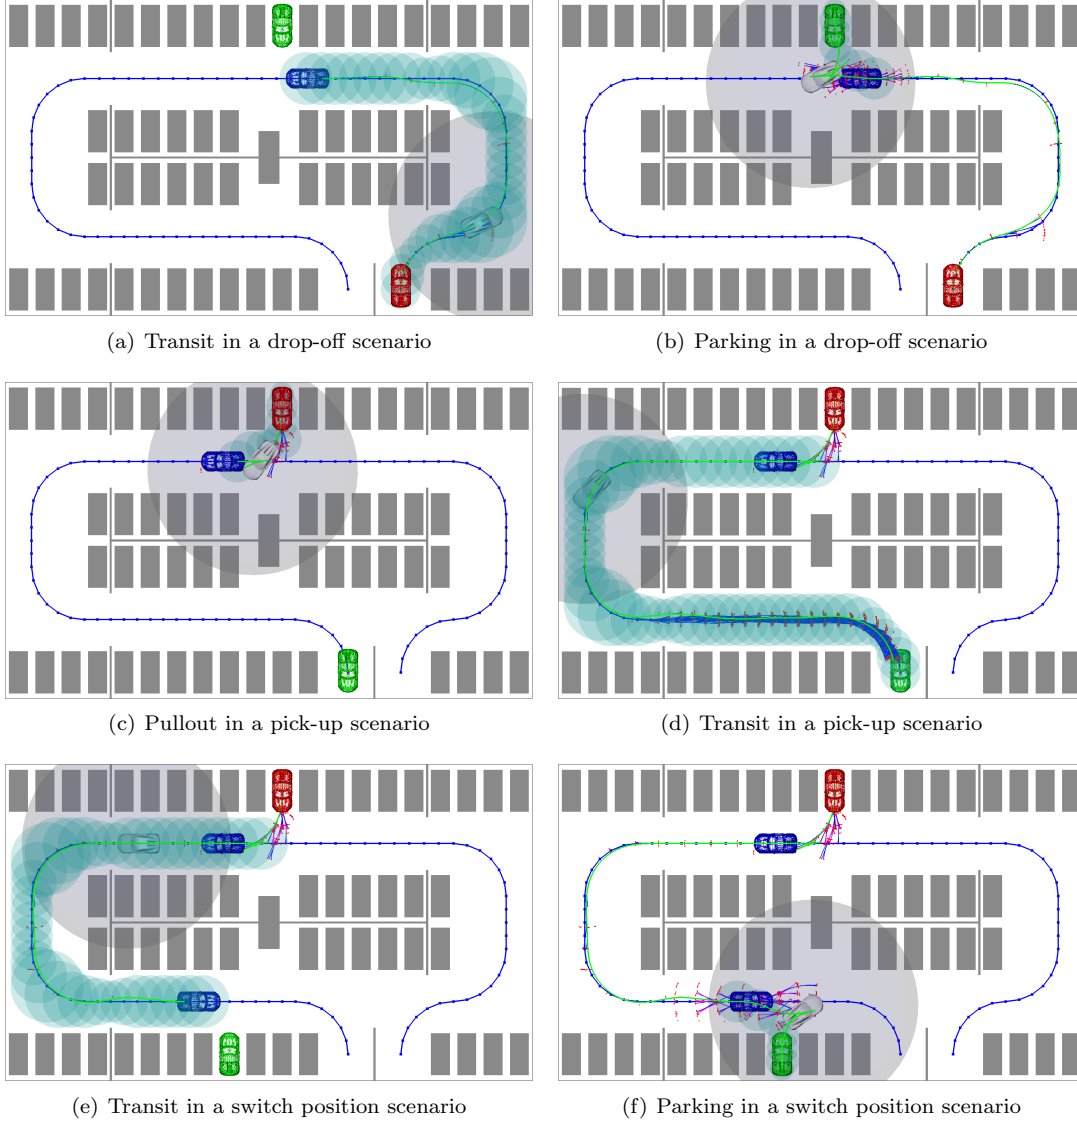 (a) Transit in a drop-off scenario
(b) Parking in a drop-off scenario
(c) Pullout in a pick-up scenario
(d) Transit in a pick-up scenario
(e) Transit in a switch position scenario
(f) Parking in a switch position scenario